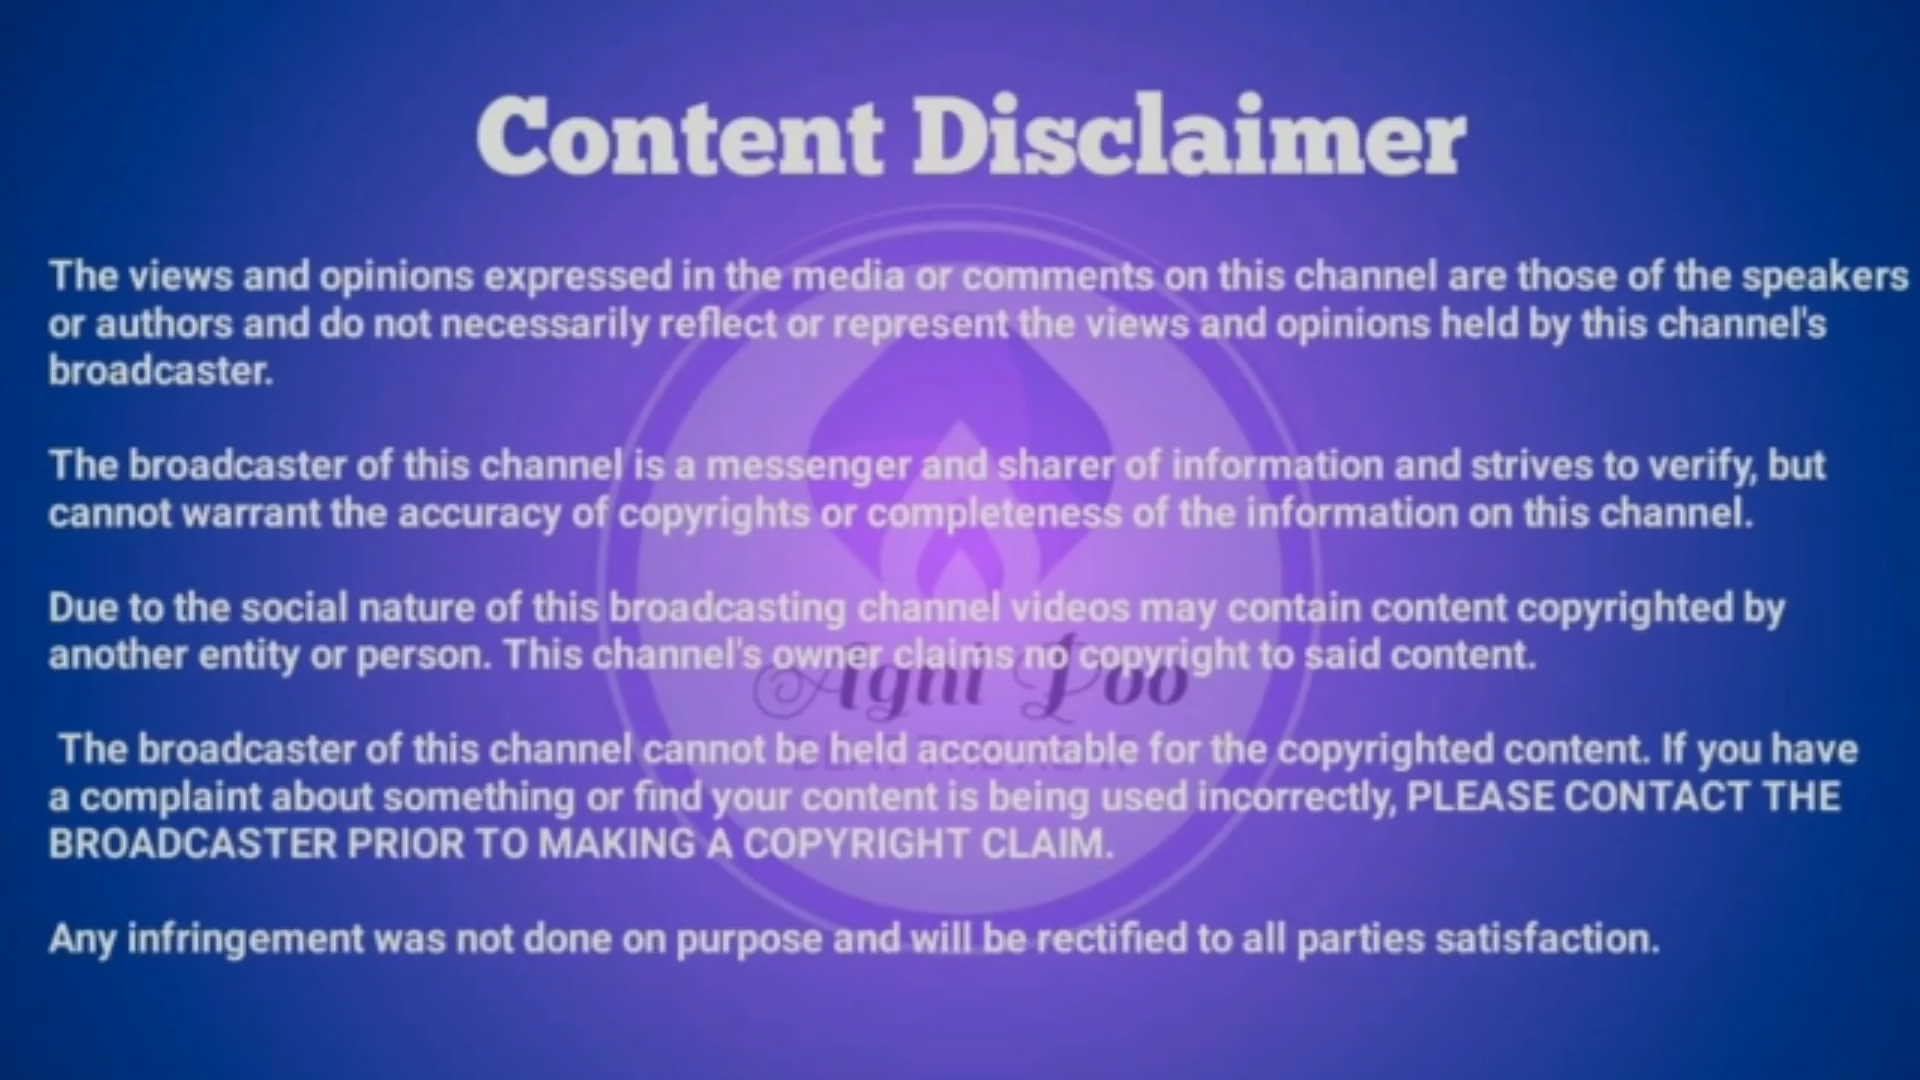 Content Disclaimer
The views and opinions expressed in the media or comments on this channel are those of the speakers
or authors and do not necessarily reflect or represent the views and opinions held by this channel's
broadcaster.
The broadcaster of this channel is a messenger and sharer of information and strives to verify, but
cannot warrant the accuracy of copyrights or completeness of the information on this channel.
Due to the social nature of this broadcasting channel videos may contain content copyrighted by
another entity or person. This channel's owner claims no copyright to said content.
Agni Poo
The broadcaster of this channel cannot be held accountable for the copyrighted content. If you have
a complaint about something or find your content is being used incorrectly, PLEASE CONTACT THE
BROADCASTER PRIOR TO MAKING A COPYRIGHT CLAIM.
Any infringement was not done on purpose and will be rectified to all parties satisfaction.